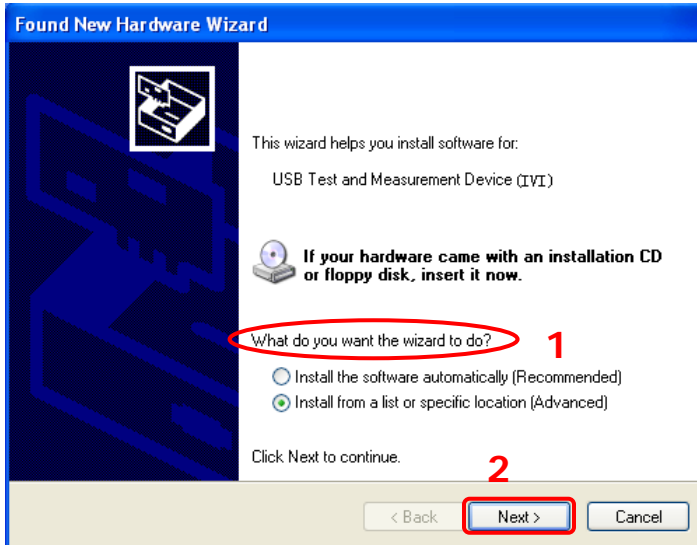 Found New Hardware Wizard
This wizard helps you install software for:
USB Test and Measurement Device (IVI)
If your hardware came with an installation CD
or floppy disk, insert it now.
What do you want the wizard to do?
1
Install the software automatically (Recommended)
Install from a list or specific location (Advanced)
Click Next to continue.
2
< Back Next > Cancel